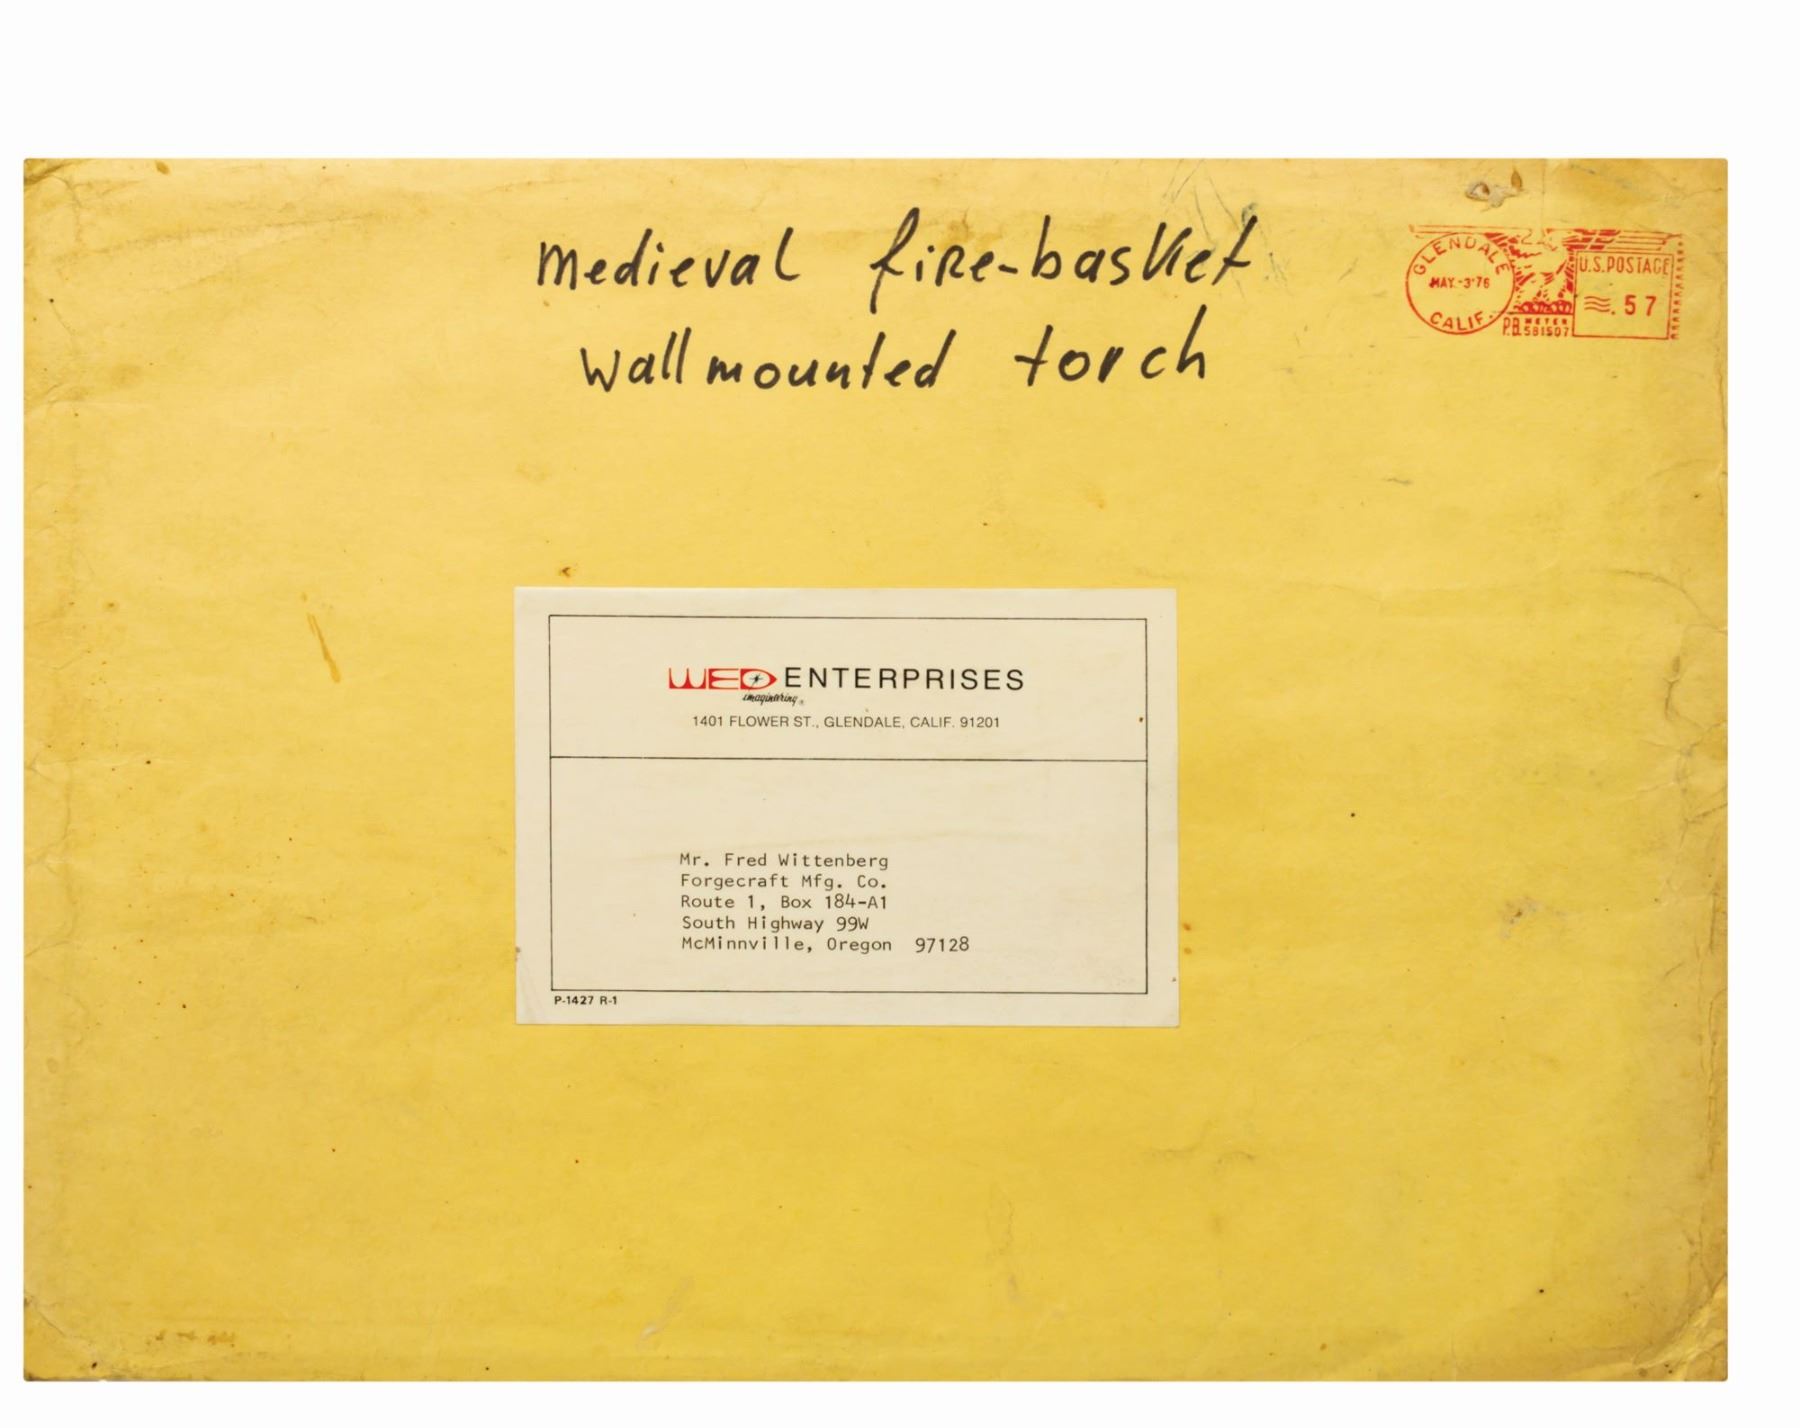 medieval fire-basket
wall mounted torch
GLENDALE
MAY.-3'76
CALIF.
U.S. POSTAGE
.57
P.B. METER
581507
WED ENTERPRISES
imagineering®
1401 FLOWER ST., GLENDALE, CALIF. 91201
Mr. Fred Wittenberg
Forgecraft Mfg. Co.
Route 1, Box 184-A1
South Highway 99W
McMinnville, Oregon 97128
P-1427 R-1